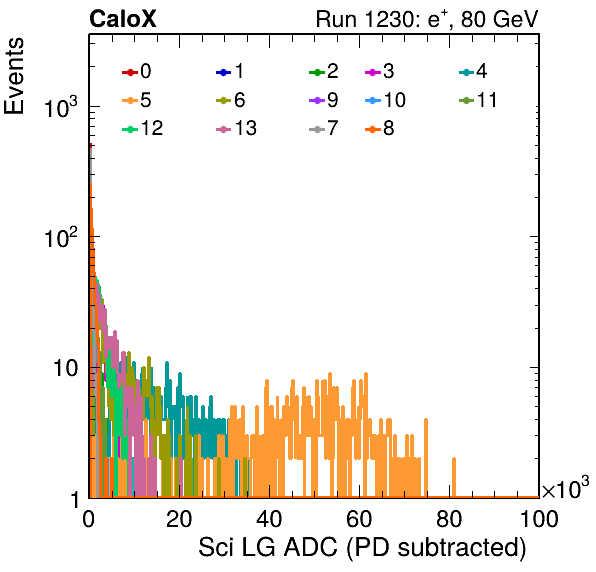 CaloX Run 1230: e⁺, 80 GeV
Events
0 1 2 3 4
5 6 9 10 11
12 13 7 8
10³
10²
10
1
0 20 40 60 80 100
×10³
Sci LG ADC (PD subtracted)